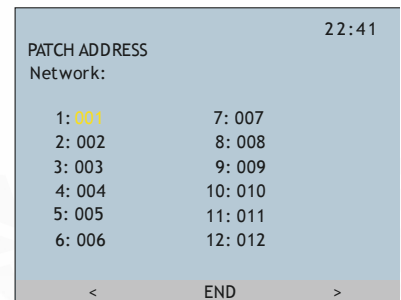 22:41
PATCH ADDRESS
Network:
1: 001 7: 007
2: 002 8: 008
3: 003 9: 009
4: 004 10: 010
5: 005 11: 011
6: 006 12: 012
< END >